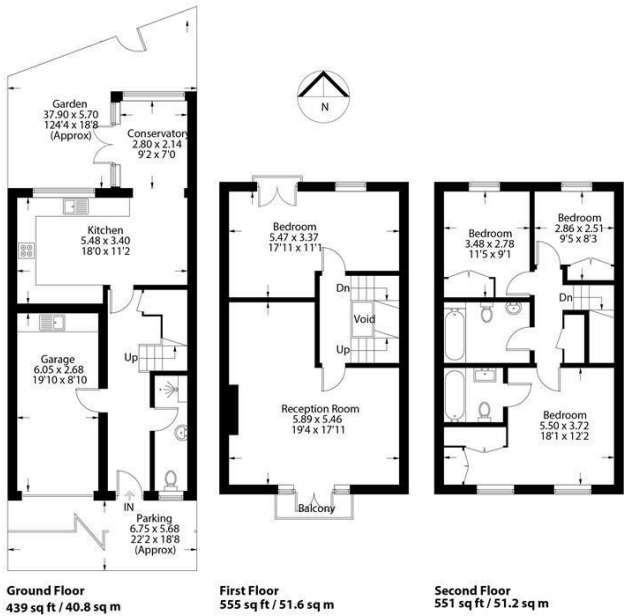 Garden
37.90 x 5.70
124'4 x 18'8
(Approx)
Conservatory
2.80 x 2.14
9'2 x 7'0
N
Kitchen
5.48 x 3.40
18'0 x 11'2
Up
Garage
6.05 x 2.68
19'10 x 8'10
IN
Parking
6.75 x 5.68
22'2 x 18'8
(Approx)
Ground Floor
439 sq ft / 40.8 sq m
Bedroom
5.47 x 3.37
17'11 x 11'1
Dn
Void
Up
Reception Room
5.89 x 5.46
19'4 x 17'11
Balcony
First Floor
555 sq ft / 51.6 sq m
Bedroom
3.48 x 2.78
11'5 x 9'1
Bedroom
2.86 x 2.51
9'5 x 8'3
Dn
Bedroom
5.50 x 3.72
18'1 x 12'2
Second Floor
551 sq ft / 51.2 sq m